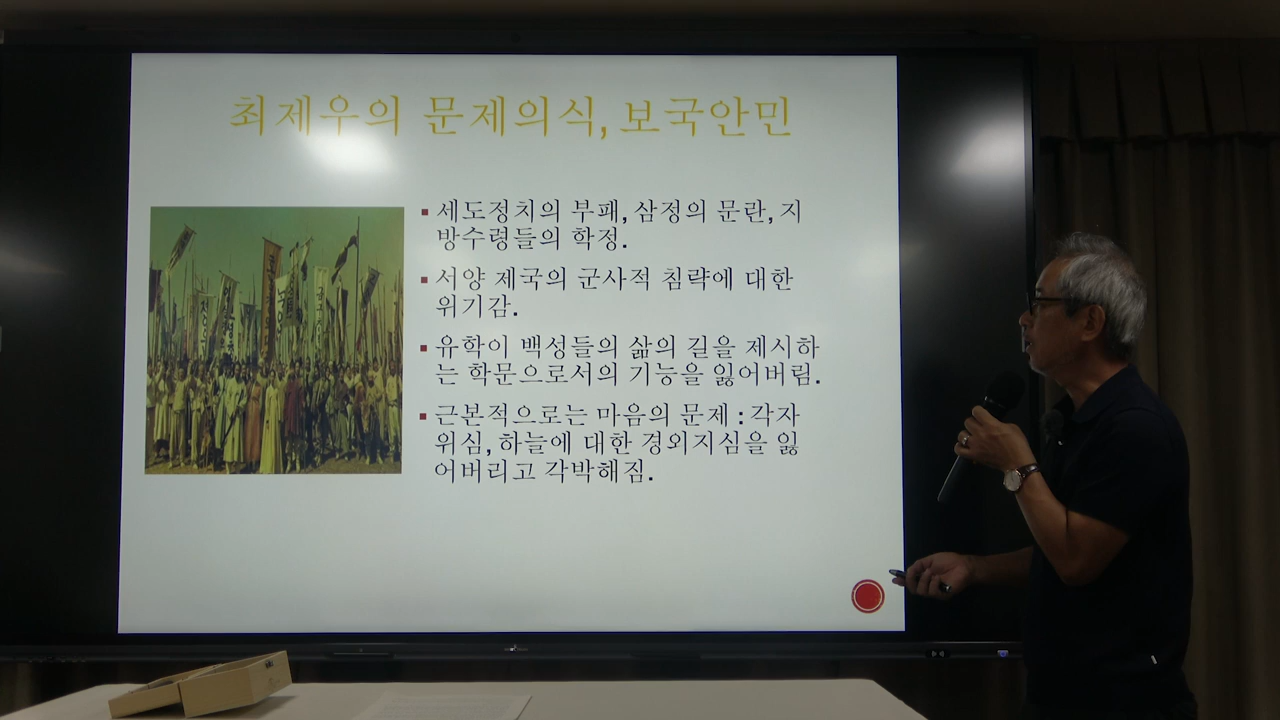 최제우의 문제의식, 보국안민
세도정치의 부패, 삼정의 문란, 지
방수령들의 학정.
서양 제국의 군사적 침략에 대한
위기감.
유학이 백성들의 삶의 길을 제시하
는 학문으로서의 기능을 잃어버림.
근본적으로는 마음의 문제 : 각자
위심, 하늘에 대한 경외지심을 잃
어버리고 각박해짐.